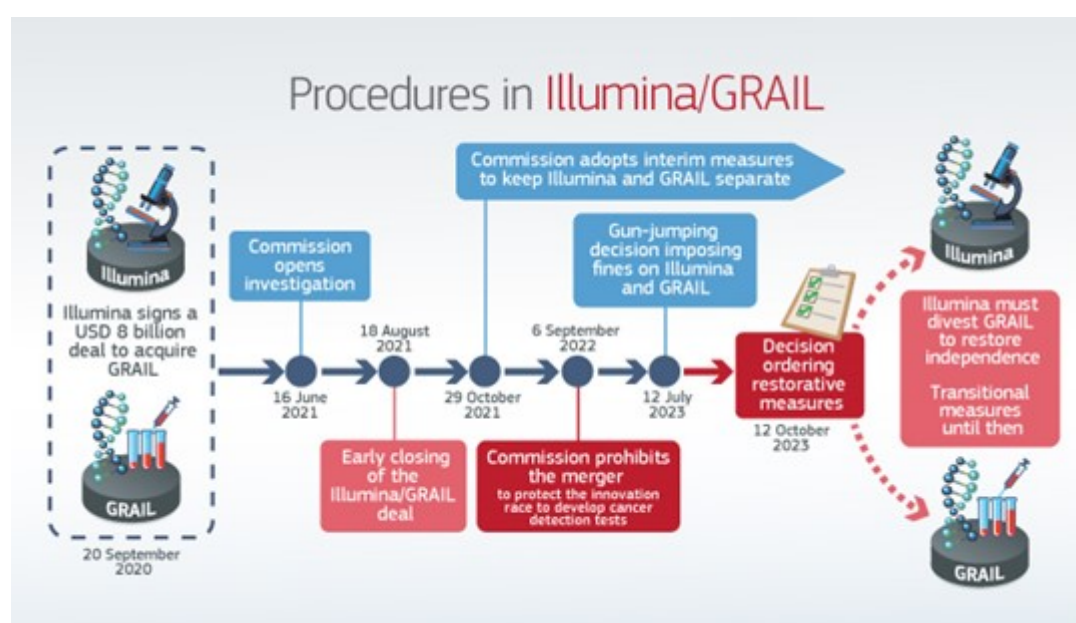 Procedures in Illumina/GRAIL
Illumina
Illumina signs a
USD 8 billion
deal to acquire
GRAIL
GRAIL
20 September
2020
Commission
opens
investigation
16 June
2021
18 August
2021
Early closing
of the
Illumina/GRAIL
deal
Commission adopts interim measures
to keep Illumina and GRAIL separate
29 October
2021
6 September
2022
Commission prohibits
the merger
to protect the innovation
race to develop cancer
detection tests
Gun-jumping
decision imposing
fines on Illumina
and GRAIL
12 July
2023
Decision
ordering
restorative
measures
12 October
2023
Illumina
Illumina must
divest GRAIL
to restore
independence
Transitional
measures
until then
GRAIL